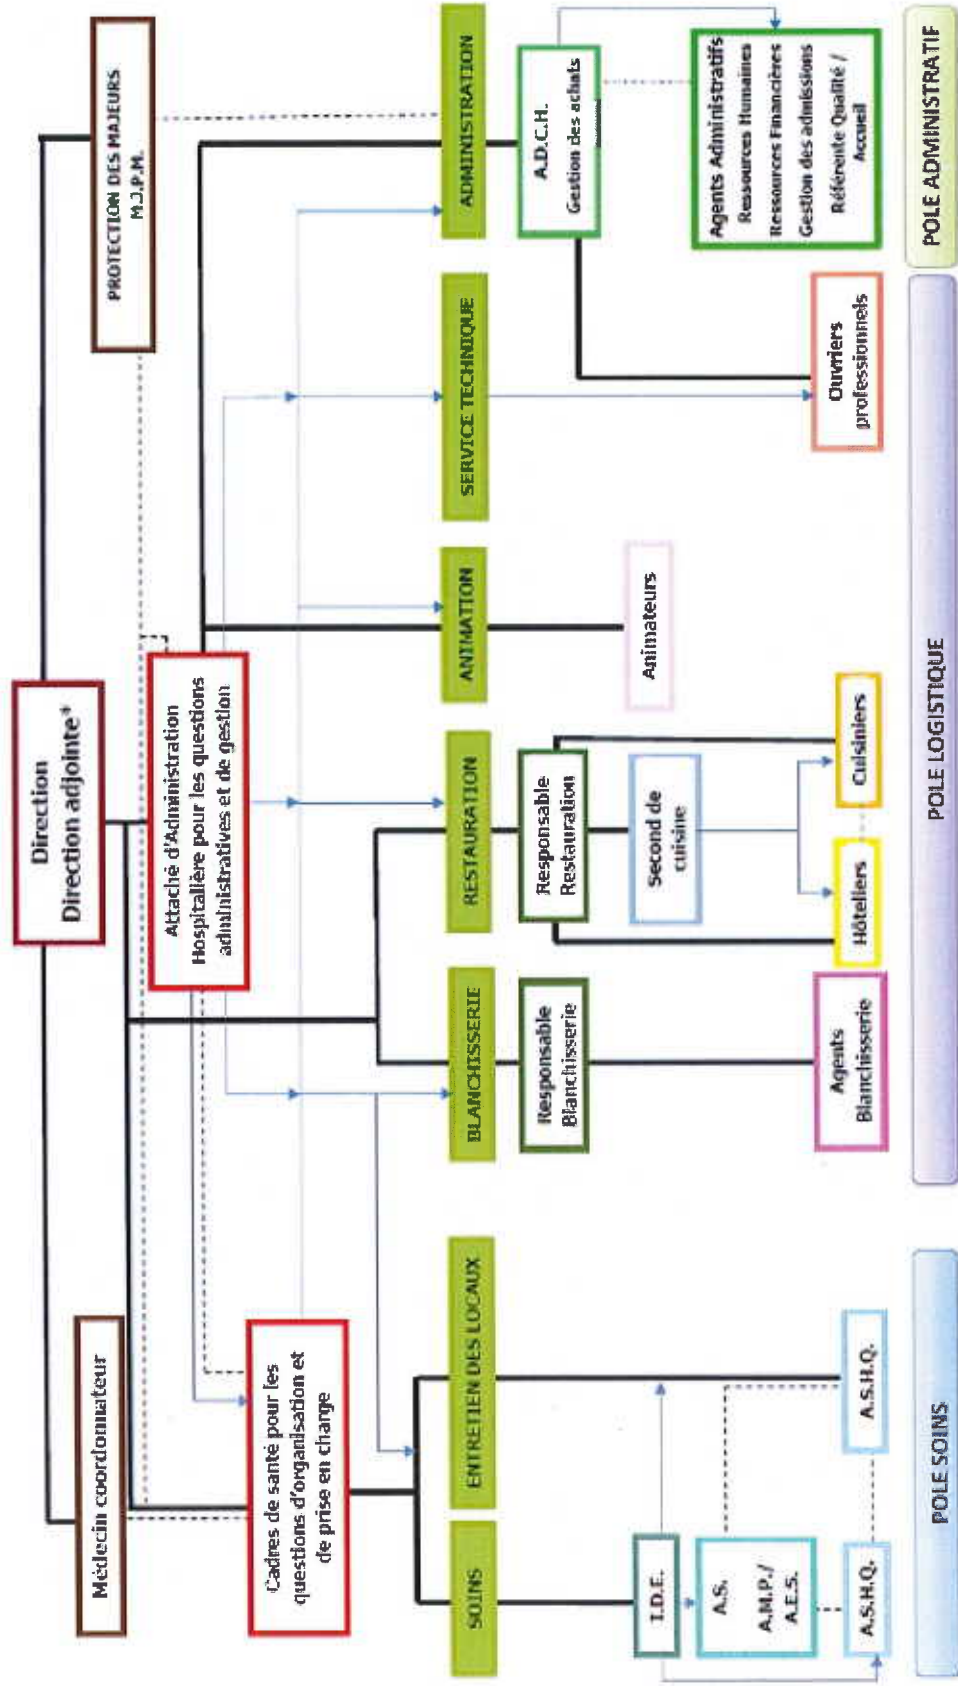 Direction
Direction adjointe*
Médecin coordonnateur
PROTECTION DES MAJEURS
M.J.P.M.
Attaché d'Administration
Hospitalière pour les questions
administratives et de gestion
Cadres de santé pour les
questions d'organisation et
de prise en charge
SOINS
ENTRETIEN DES LOCAUX
BLANCHISSERIE
RESTAURATION
ANIMATION
SERVICE TECHNIQUE
ADMINISTRATION
Responsable
Blanchisserie
Responsable
Restauration
A.D.C.H.
Gestion des achats
I.D.E.
Second de
cuisine
Animateurs
A.S.
A.M.P./
A.E.S.
Agents Administratifs
Ressources Humaines
Ressources Financières
Gestion des admissions
Référente Qualité /
Accueil
A.S.H.Q.
A.S.H.Q.
Agents
Blanchisserie
Hôteliers
Cuisiniers
Ouvriers
professionnels
POLE SOINS
POLE LOGISTIQUE
POLE ADMINISTRATIF